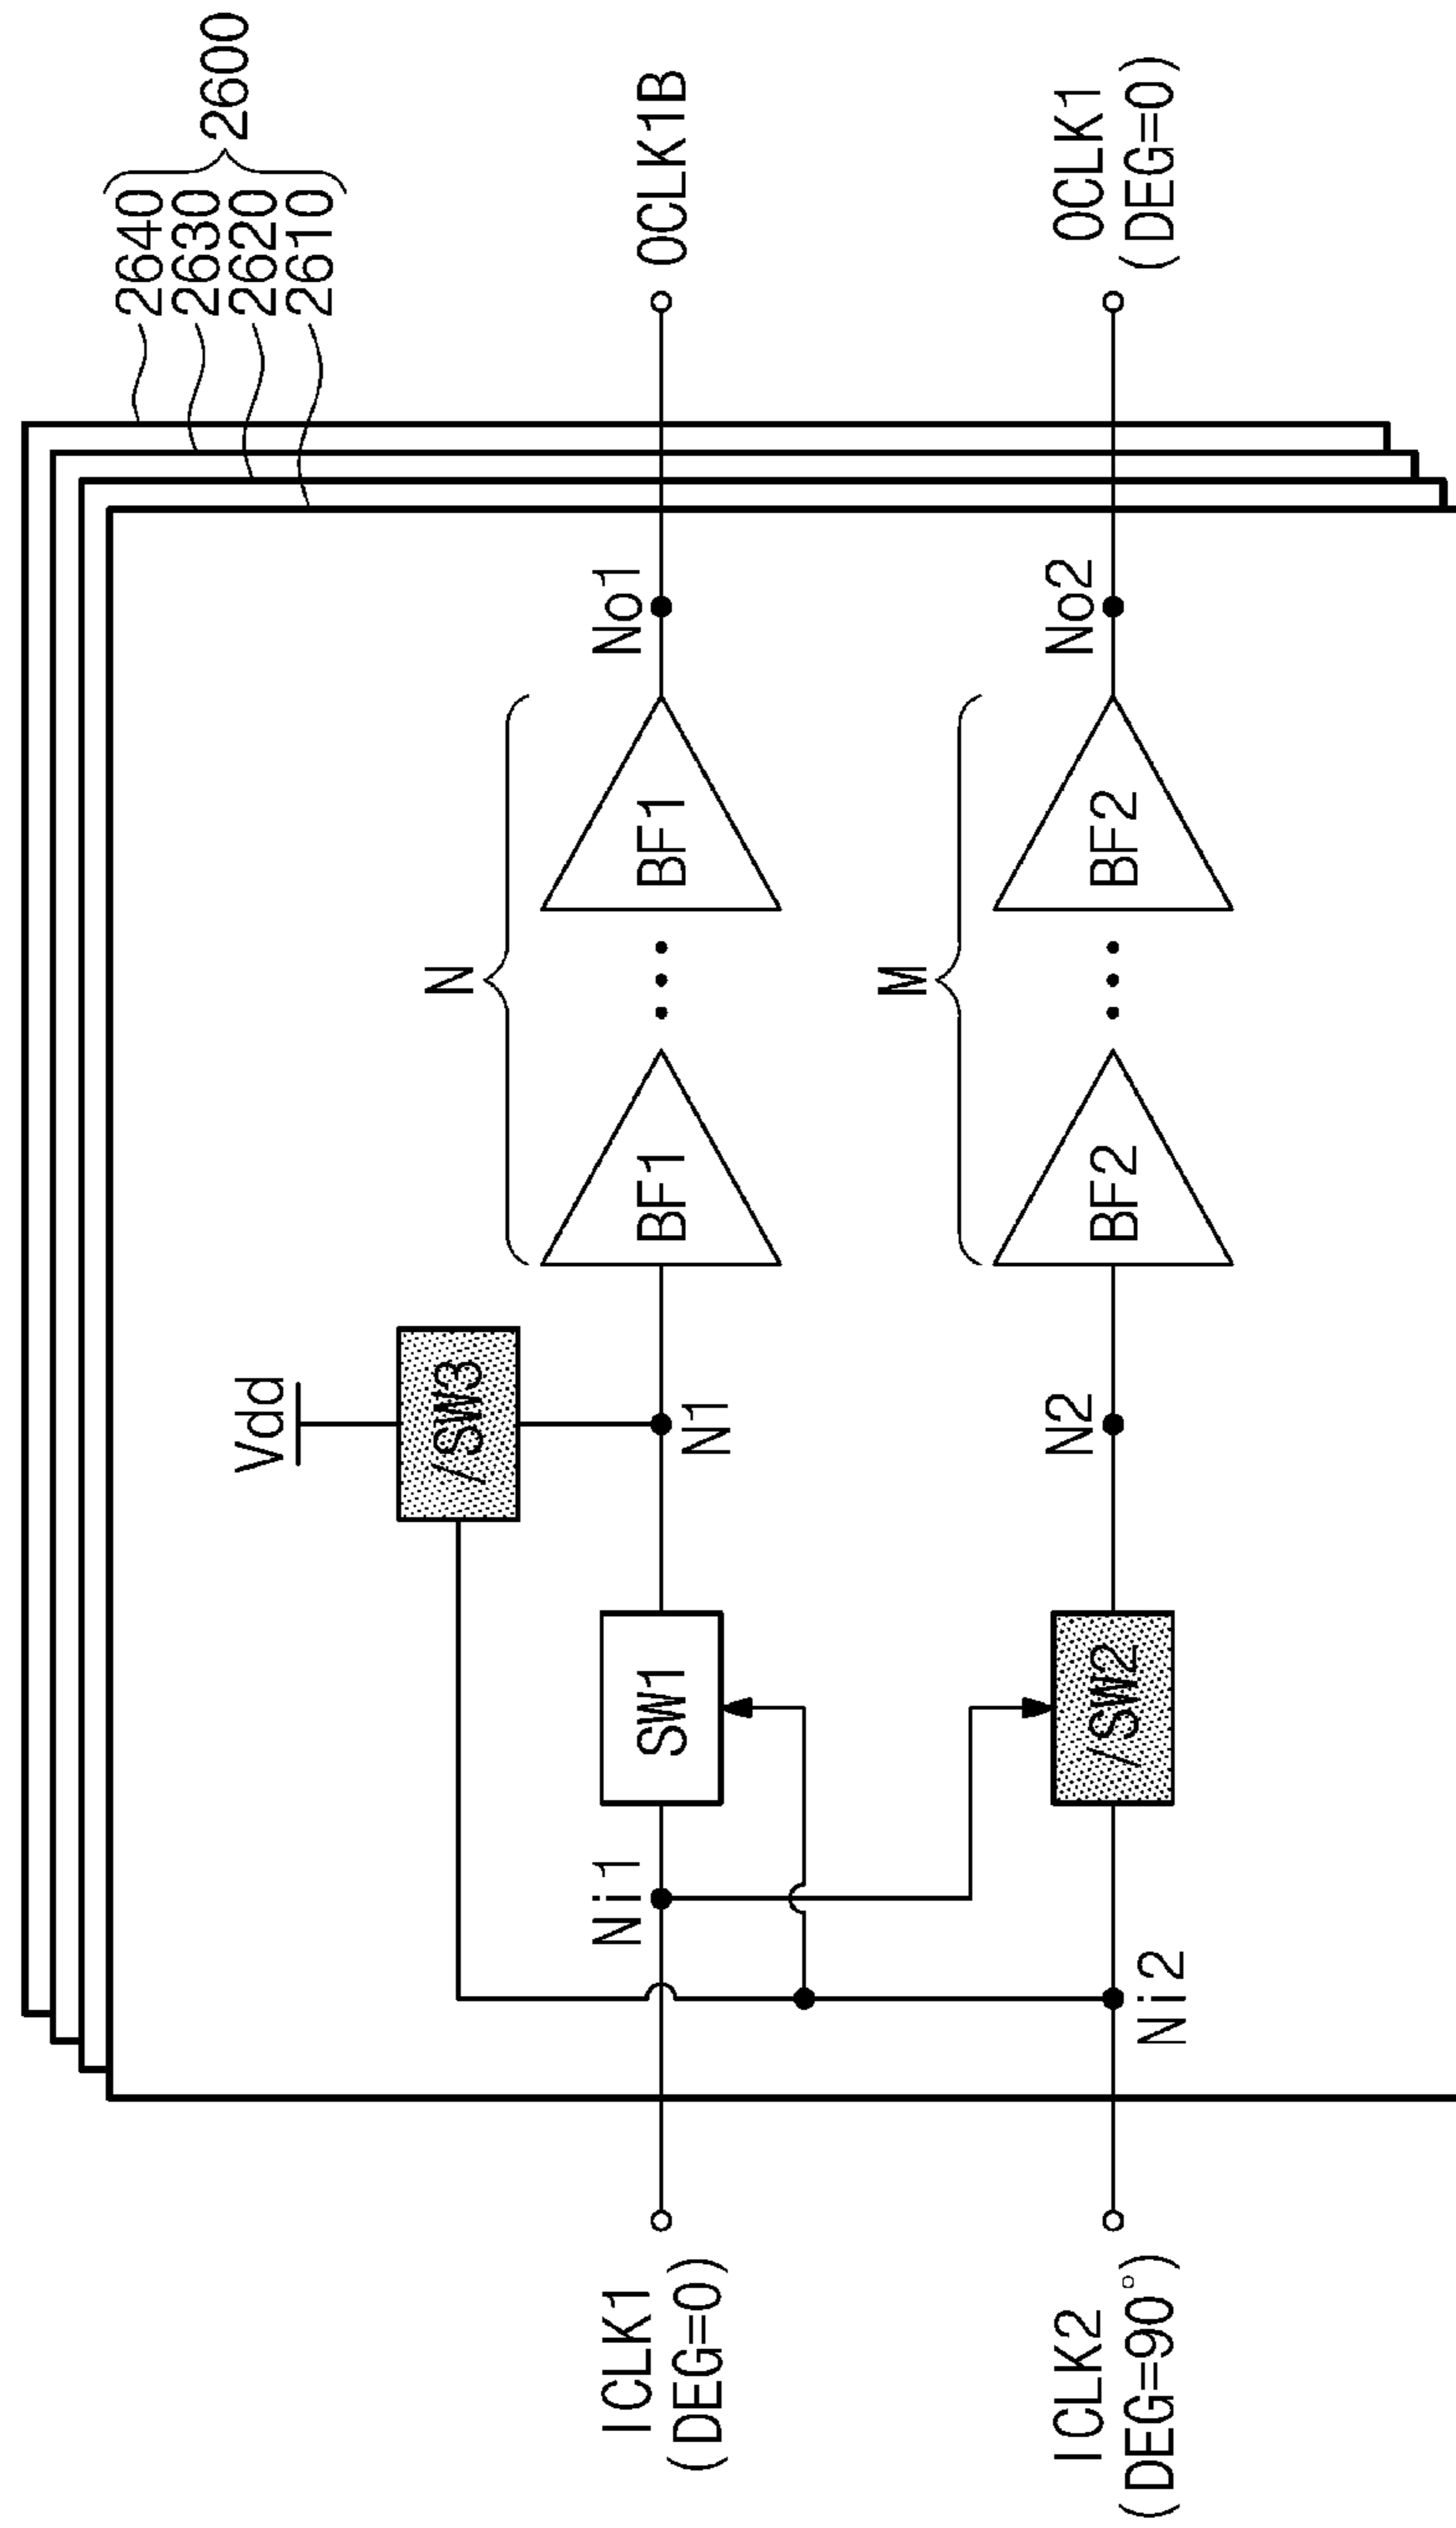 2640
2630
2620
2610
2600
Vdd
/SW3
N
ICLK1
(DEG=0)
Ni1
SW1
N1
BF1
BF1
No1
OCLK1B
M
ICLK2
(DEG=90°)
Ni2
/SW2
N2
BF2
BF2
No2
OCLK1
(DEG=0)